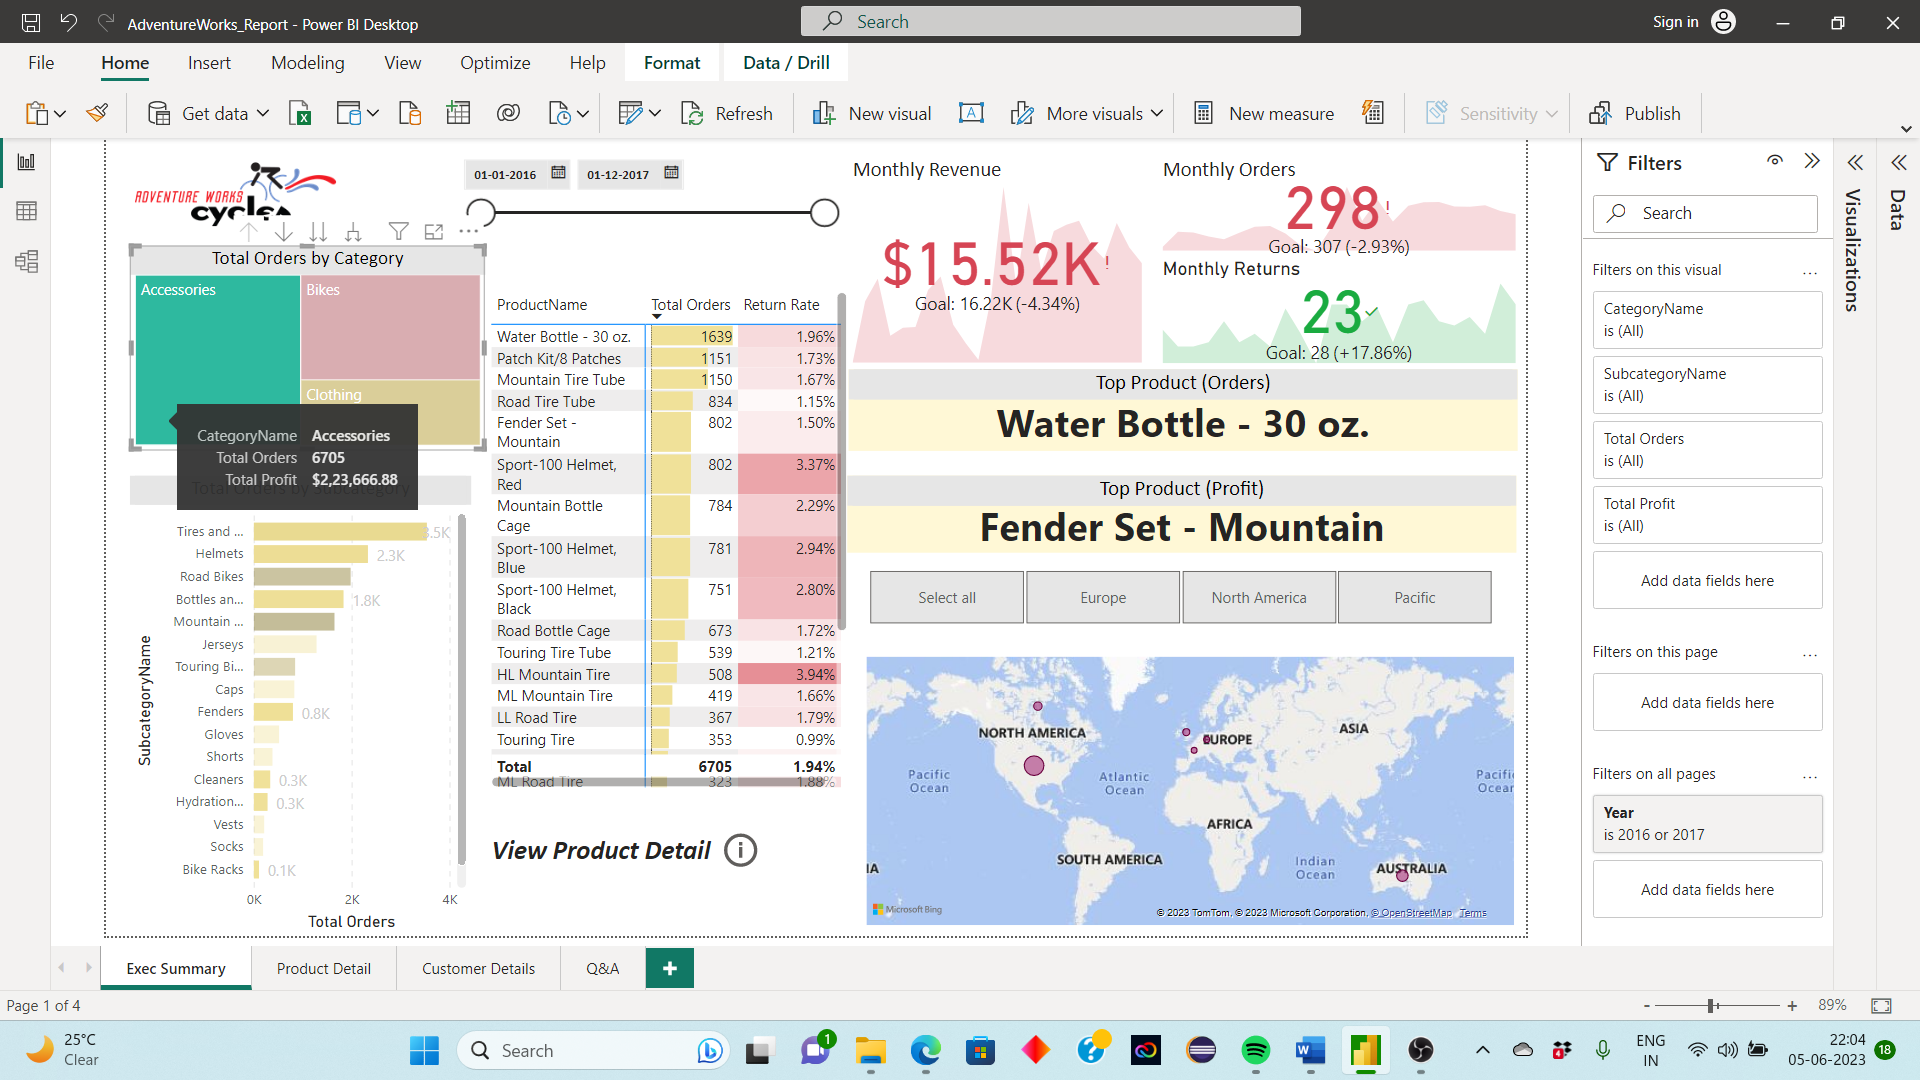 AdventureWorks_Report - Power BI Desktop
Search
Sign in
File
Home
Insert
Modeling
View
Optimize
Help
Format
Data / Drill
Get data
Refresh
New visual
More visuals
New measure
Sensitivity
Publish
ADVENTURE WORKS
cycles
01-01-2016
01-12-2017
Monthly Revenue
$15.52K!
Goal: 16.22K (-4.34%)
Monthly Orders
298!
Goal: 307 (-2.93%)
Monthly Returns
23
Goal: 28 (+17.86%)
Total Orders by Category
Accessories
Bikes
Clothing
CategoryName Accessories
Total Orders 6705
Total Profit $2,23,666.88
Total Orders by Subcategory
SubcategoryName
Tires and ... 3.5K
Helmets 2.3K
Road Bikes
Bottles an... 1.8K
Mountain ...
Jerseys
Touring Bi...
Caps
Fenders 0.8K
Gloves
Shorts
Cleaners 0.3K
Hydration... 0.3K
Vests
Socks
Bike Racks 0.1K
0K 2K 4K
Total Orders
ProductName Total Orders Return Rate
Water Bottle - 30 oz. 1639 1.96%
Patch Kit/8 Patches 1151 1.73%
Mountain Tire Tube 1150 1.67%
Road Tire Tube 834 1.15%
Fender Set - 802 1.50%
Mountain
Sport-100 Helmet, 802 3.37%
Red
Mountain Bottle 784 2.29%
Cage
Sport-100 Helmet, 781 2.94%
Blue
Sport-100 Helmet, 751 2.80%
Black
Road Bottle Cage 673 1.72%
Touring Tire Tube 539 1.21%
HL Mountain Tire 508 3.94%
ML Mountain Tire 419 1.66%
LL Road Tire 367 1.79%
Touring Tire 353 0.99%
Total 6705 1.94%
ML Road Tire 323 1.88%
View Product Detail
Top Product (Orders)
Water Bottle - 30 oz.
Top Product (Profit)
Fender Set - Mountain
Select all
Europe
North America
Pacific
NORTH AMERICA
EUROPE
ASIA
Pacific
Ocean
Atlantic
Ocean
Pacifi
Ocear
AFRICA
SOUTH AMERICA
Indian
Ocean
IA
AUSTRALIA
Microsoft Bing
© 2023 TomTom, © 2023 Microsoft Corporation, © OpenStreetMap Terms
Filters
Search
Filters on this visual ...
CategoryName
is (All)
SubcategoryName
is (All)
Total Orders
is (All)
Total Profit
is (All)
Add data fields here
Filters on this page ...
Add data fields here
Filters on all pages ...
Year
is 2016 or 2017
Add data fields here
Visualizations
Data
Exec Summary
Product Detail
Customer Details
Q&A
+
Page 1 of 4
- + 89%
25°C
Clear
Search
1
ENG
IN
22:04
05-06-2023
18